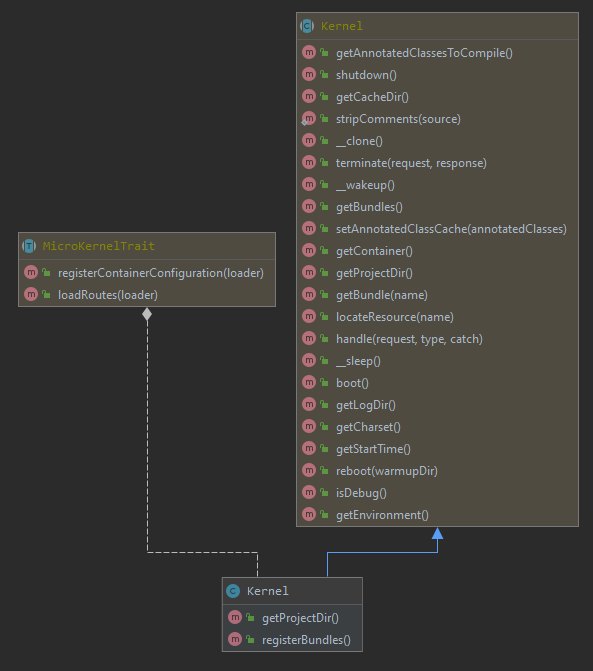 Kernel
getAnnotatedClassesToCompile()
shutdown()
getCacheDir()
stripComments(source)
__clone()
terminate(request, response)
__wakeup()
getBundles()
setAnnotatedClassCache(annotatedClasses)
getContainer()
getProjectDir()
getBundle(name)
locateResource(name)
handle(request, type, catch)
__sleep()
boot()
getLogDir()
getCharset()
getStartTime()
reboot(warmupDir)
isDebug()
getEnvironment()
MicroKernelTrait
registerContainerConfiguration(loader)
loadRoutes(loader)
Kernel
getProjectDir()
registerBundles()